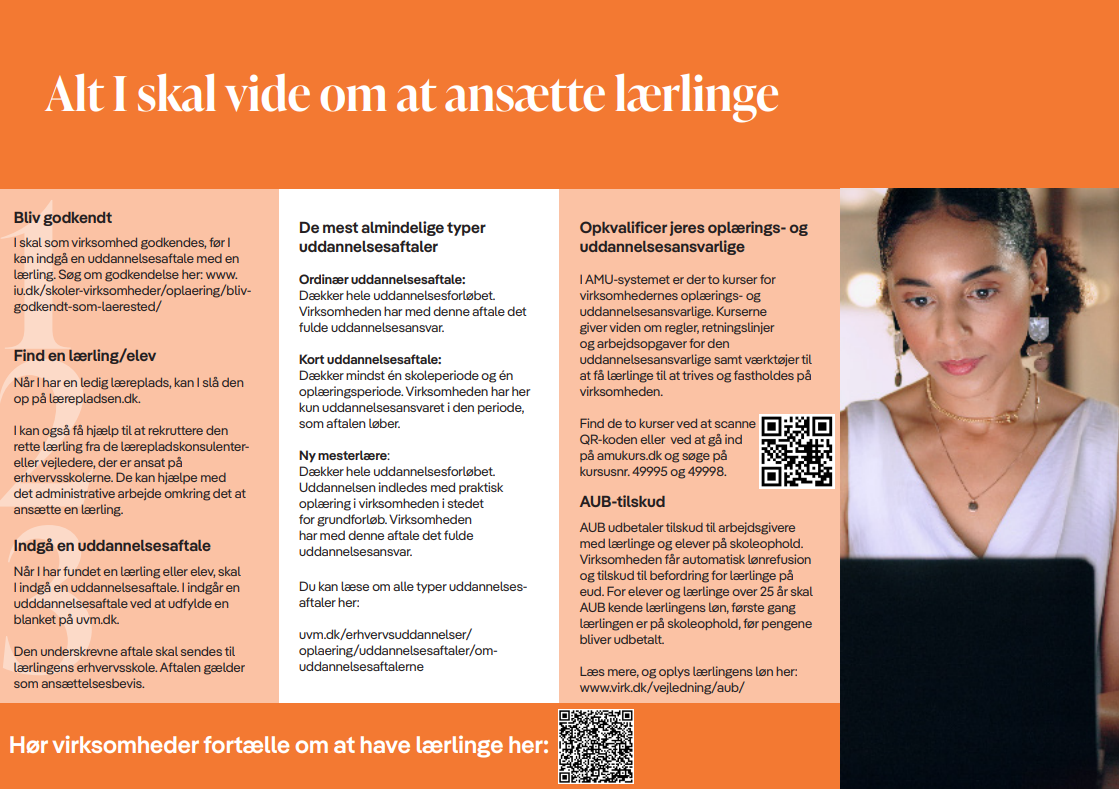 Alt I skal vide om at ansætte lærlinge
1
Bliv godkendt
I skal som virksomhed godkendes, før I
kan indgå en uddannelsesaftale med en
lærling. Søg om godkendelse her: www.
iu.dk/skoler-virksomheder/oplaering/bliv-
godkendt-som-laerested/
2
Find en lærling/elev
Når I har en ledig læreplads, kan I slå den
op på lærepladsen.dk.
I kan også få hjælp til at rekruttere den
rette lærling fra de lærepladskonsulenter-
eller vejledere, der er ansat på
erhvervsskolerne. De kan hjælpe med
det administrative arbejde omkring det at
ansætte en lærling.
3
Indgå en uddannelsesaftale
Når I har fundet en lærling eller elev, skal
I indgå en uddannelsesaftale. I indgår en
udddannelsesaftale ved at udfylde en
blanket på uvm.dk.
Den underskrevne aftale skal sendes til
lærlingens erhvervsskole. Aftalen gælder
som ansættelsesbevis.
De mest almindelige typer
uddannelsesaftaler
Ordinær uddannelsesaftale:
Dækker hele uddannelsesforløbet.
Virksomheden har med denne aftale det
fulde uddannelsesansvar.
Kort uddannelsesaftale:
Dækker mindst én skoleperiode og én
oplæringsperiode. Virksomheden har her
kun uddannelsesansvaret i den periode,
som aftalen løber.
Ny mesterlære:
Dækker hele uddannelsesforløbet.
Uddannelsen indledes med praktisk
oplæring i virksomheden i stedet
for grundforløb. Virksomheden
har med denne aftale det fulde
uddannelsesansvar.
Du kan læse om alle typer uddannelses-
aftaler her:
uvm.dk/erhvervsuddannelser/
oplaering/uddannelsesaftaler/om-
uddannelsesaftalerne
Opkvalificer jeres oplærings- og
uddannelsesansvarlige
I AMU-systemet er der to kurser for
virksomhedernes oplærings- og
uddannelsesansvarlige. Kurserne
giver viden om regler, retningslinjer
og arbejdsopgaver for den
uddannelsesansvarlige samt værktøjer til
at få lærlinge til at trives og fastholdes på
virksomheden.
Find de to kurser ved at scanne
QR-koden eller ved at gå ind
på amukurs.dk og søge på
kursusnr. 49995 og 49998.
AUB-tilskud
AUB udbetaler tilskud til arbejdsgivere
med lærlinge og elever på skoleophold.
Virksomheden får automatisk lønrefusion
og tilskud til befordring for lærlinge på
eud. For elever og lærlinge over 25 år skal
AUB kende lærlingens løn, første gang
lærlingen er på skoleophold, før pengene
bliver udbetalt.
Læs mere, og oplys lærlingens løn her:
www.virk.dk/vejledning/aub/
Hør virksomheder fortælle om at have lærlinge her: